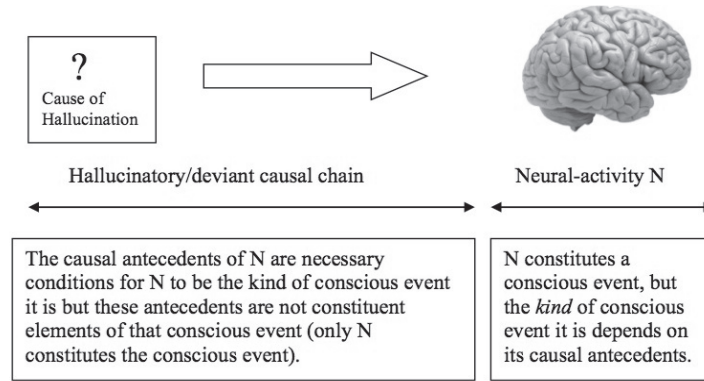 ?
Cause of
Hallucination
Hallucinatory/deviant causal chain
Neural-activity N
The causal antecedents of N are necessary
conditions for N to be the kind of conscious event
it is but these antecedents are not constituent
elements of that conscious event (only N
constitutes the conscious event).
N constitutes a
conscious event, but
the kind of conscious
event it is depends on
its causal antecedents.